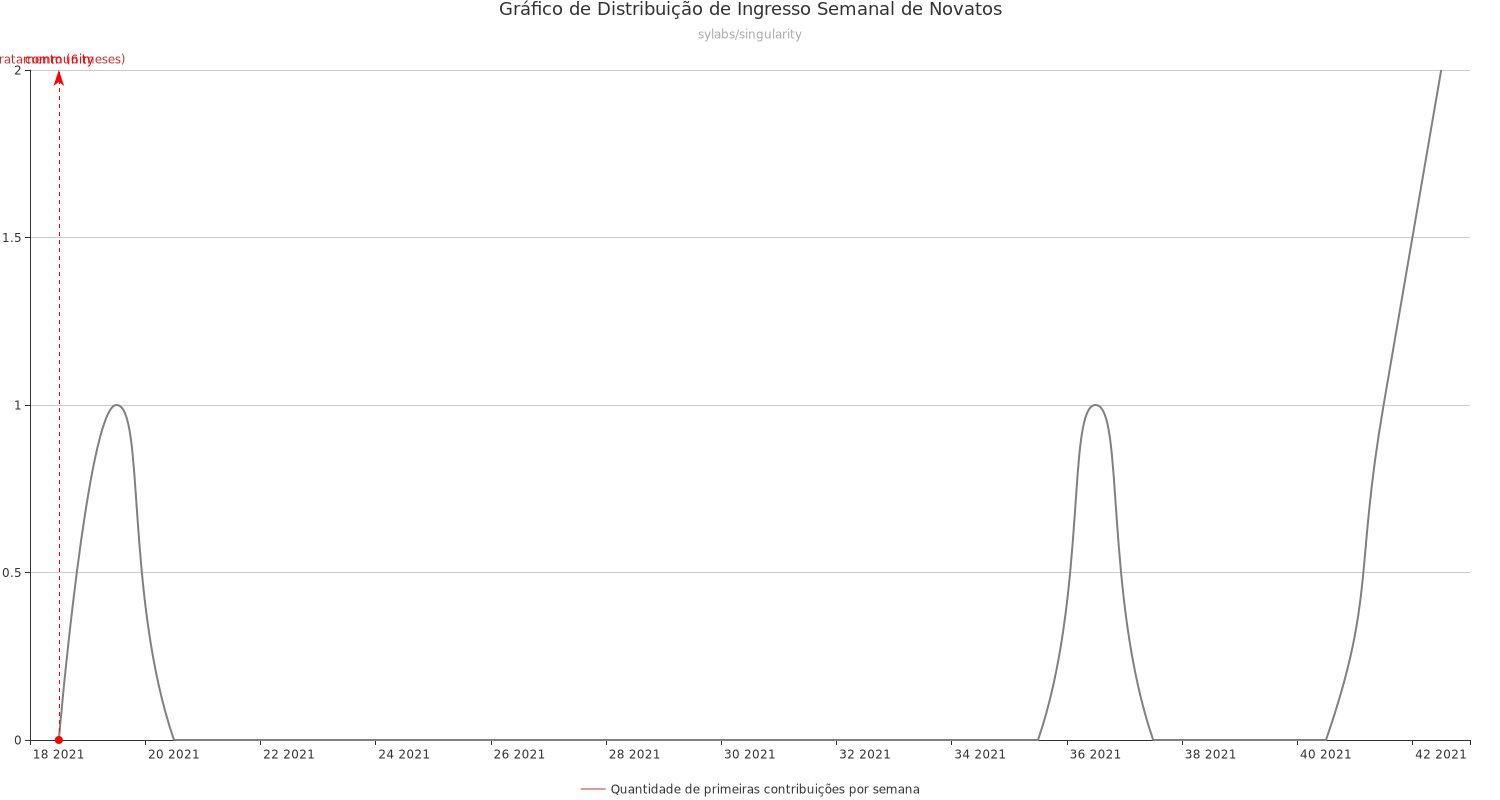 Gráfico de Distribuição de Ingresso Semanal de Novatos
sylabs/singularity
community
meses)
2
1.5
1
0.5
0
18 2021 20 2021 22 2021 24 2021 26 2021 28 2021 30 2021 32 2021 34 2021 36 2021 38 2021 40 2021 42 2021
Quantidade de primeiras contribuições por semana